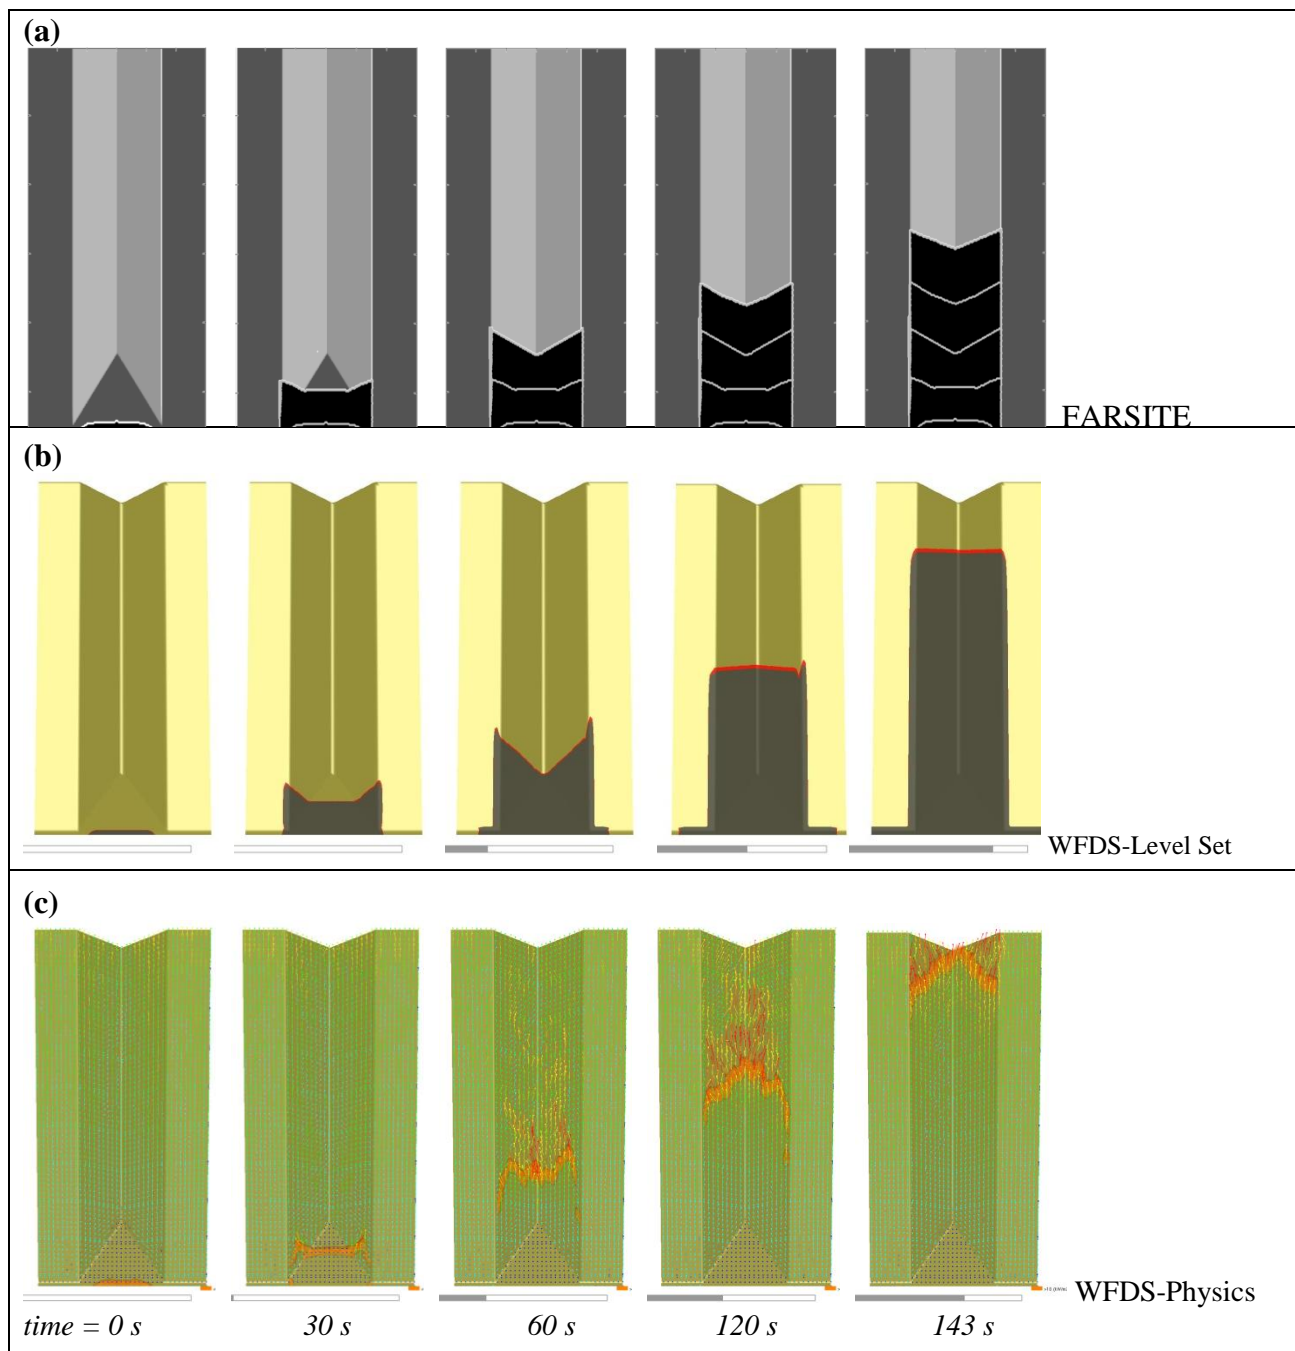 (a)
FARSITE
(b)
WFDS-Level Set
(c)
WFDS-Physics
time = 0 s 30 s 60 s 120 s 143 s